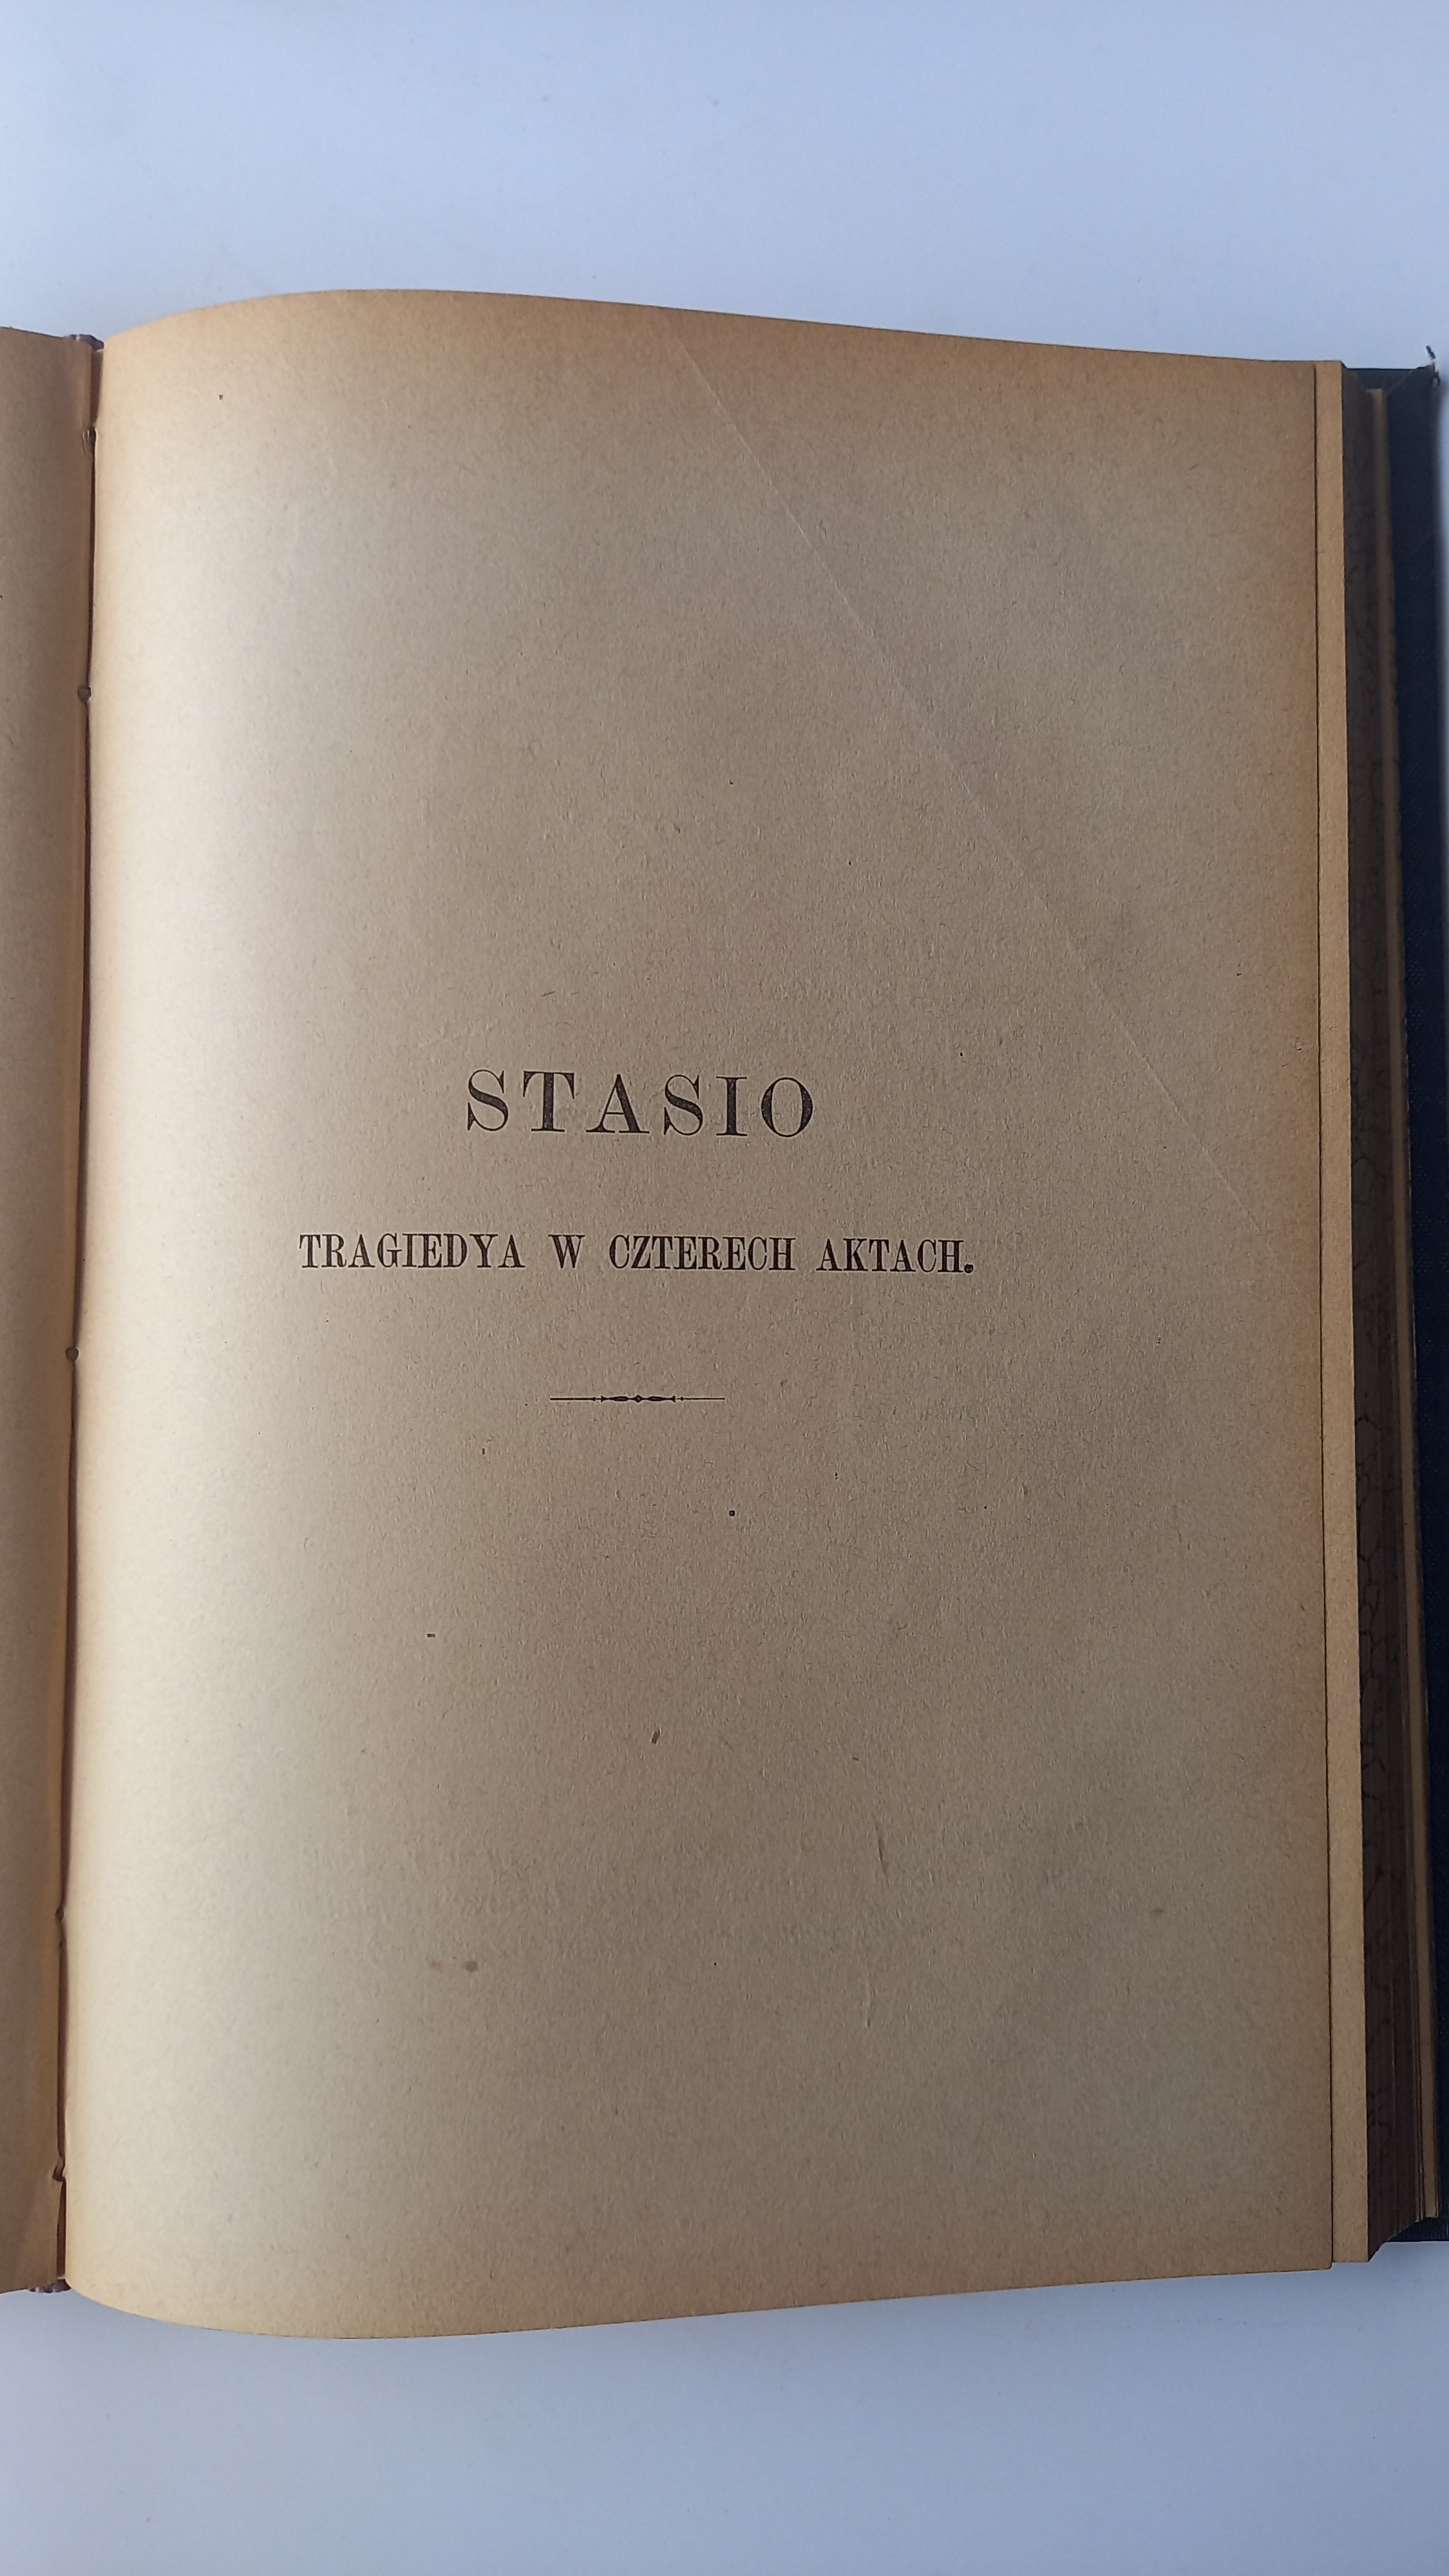 STASIO
TRAGIEDYA W CZTERECH AKTACH.